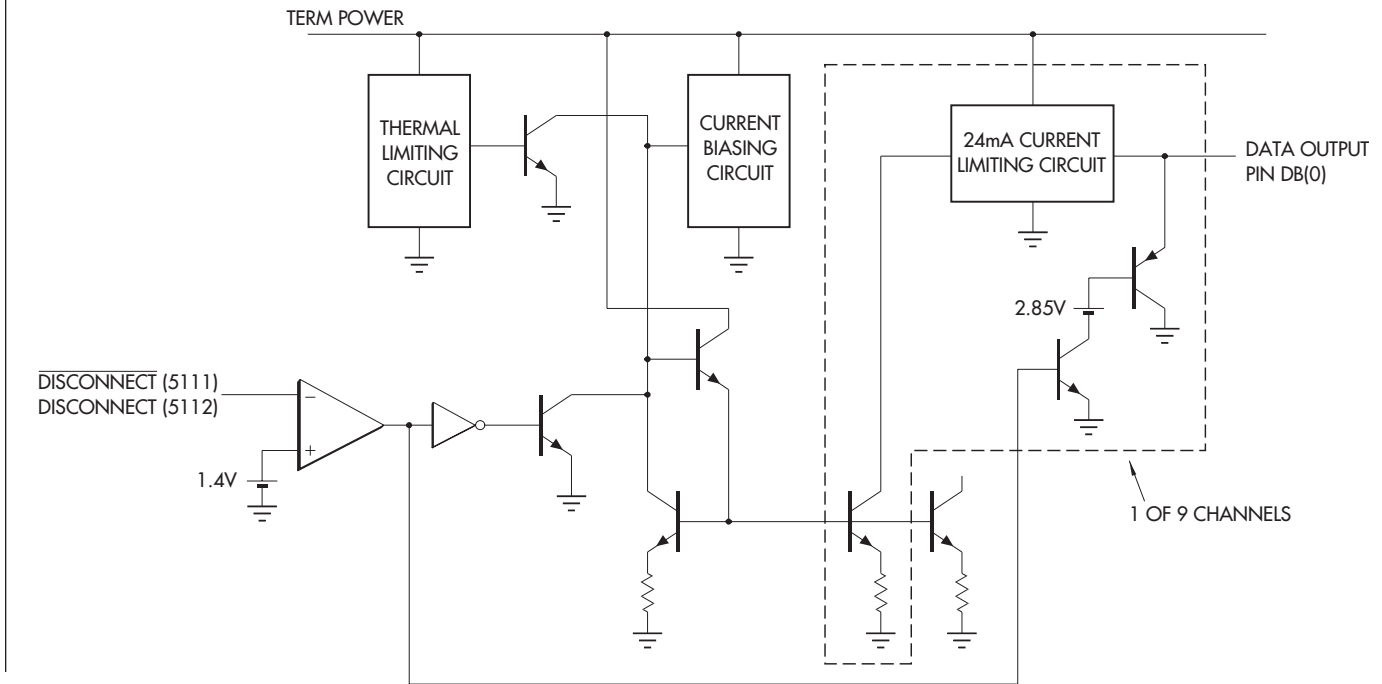 TERM POWER
THERMAL
LIMITING
CIRCUIT
CURRENT
BIASING
CIRCUIT
24mA CURRENT
LIMITING CIRCUIT
DATA OUTPUT
PIN DB(0)
2.85V
DISCONNECT (5111)
DISCONNECT (5112)
−
+
1.4V
1 OF 9 CHANNELS